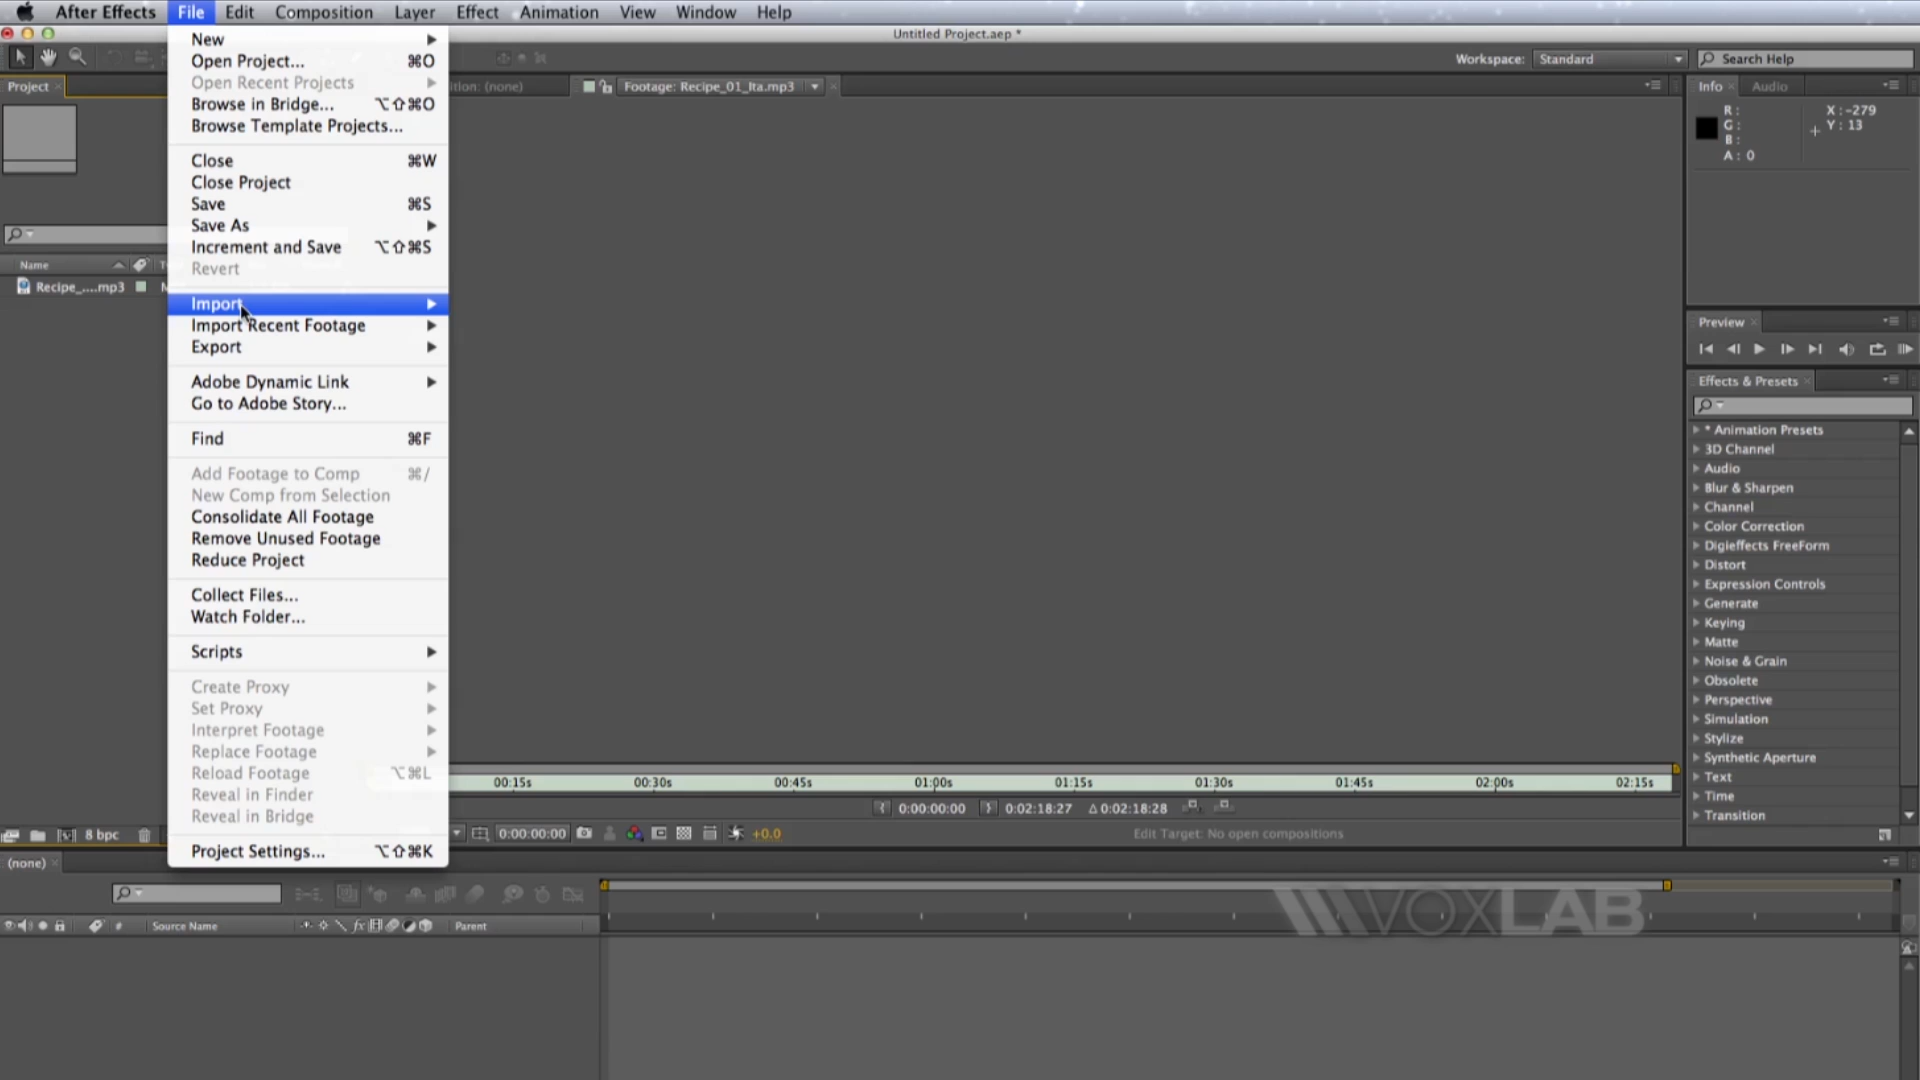 After Effects File Edit Composition Layer Effect Animation View Window Help
Untitled Project.aep *
Workspace: Standard Search Help
Project
Footage: Recipe_01_Ita.mp3
Info Audio
R :
G :
B :
A : 0
X : -279
Y : 13
Name
Recipe_....mp3
New
Open Project... ⌘O
Open Recent Projects
Browse in Bridge... ⌥⇧⌘O
Browse Template Projects...
Close ⌘W
Close Project
Save ⌘S
Save As
Increment and Save ⌥⇧⌘S
Revert
Import
Import Recent Footage
Export
Adobe Dynamic Link
Go to Adobe Story...
Find ⌘F
Add Footage to Comp ⌘/
New Comp from Selection
Consolidate All Footage
Remove Unused Footage
Reduce Project
Collect Files...
Watch Folder...
Scripts
Create Proxy
Set Proxy
Interpret Footage
Replace Footage
Reload Footage ⌥⌘L
Reveal in Finder
Reveal in Bridge
Project Settings... ⌥⇧⌘K
Preview
Effects & Presets
* Animation Presets
3D Channel
Audio
Blur & Sharpen
Channel
Color Correction
Digieffects FreeForm
Distort
Expression Controls
Generate
Keying
Matte
Noise & Grain
Obsolete
Perspective
Simulation
Stylize
Synthetic Aperture
Text
Time
Transition
00:15s 00:30s 00:45s 01:00s 01:15s 01:30s 01:45s 02:00s 02:15s
0:00:00:00 0:02:18:27 Δ 0:02:18:28
8 bpc
0:00:00:00 +0.0 Edit Target: No open compositions
(none)
# Source Name fx Parent
VOXLAB